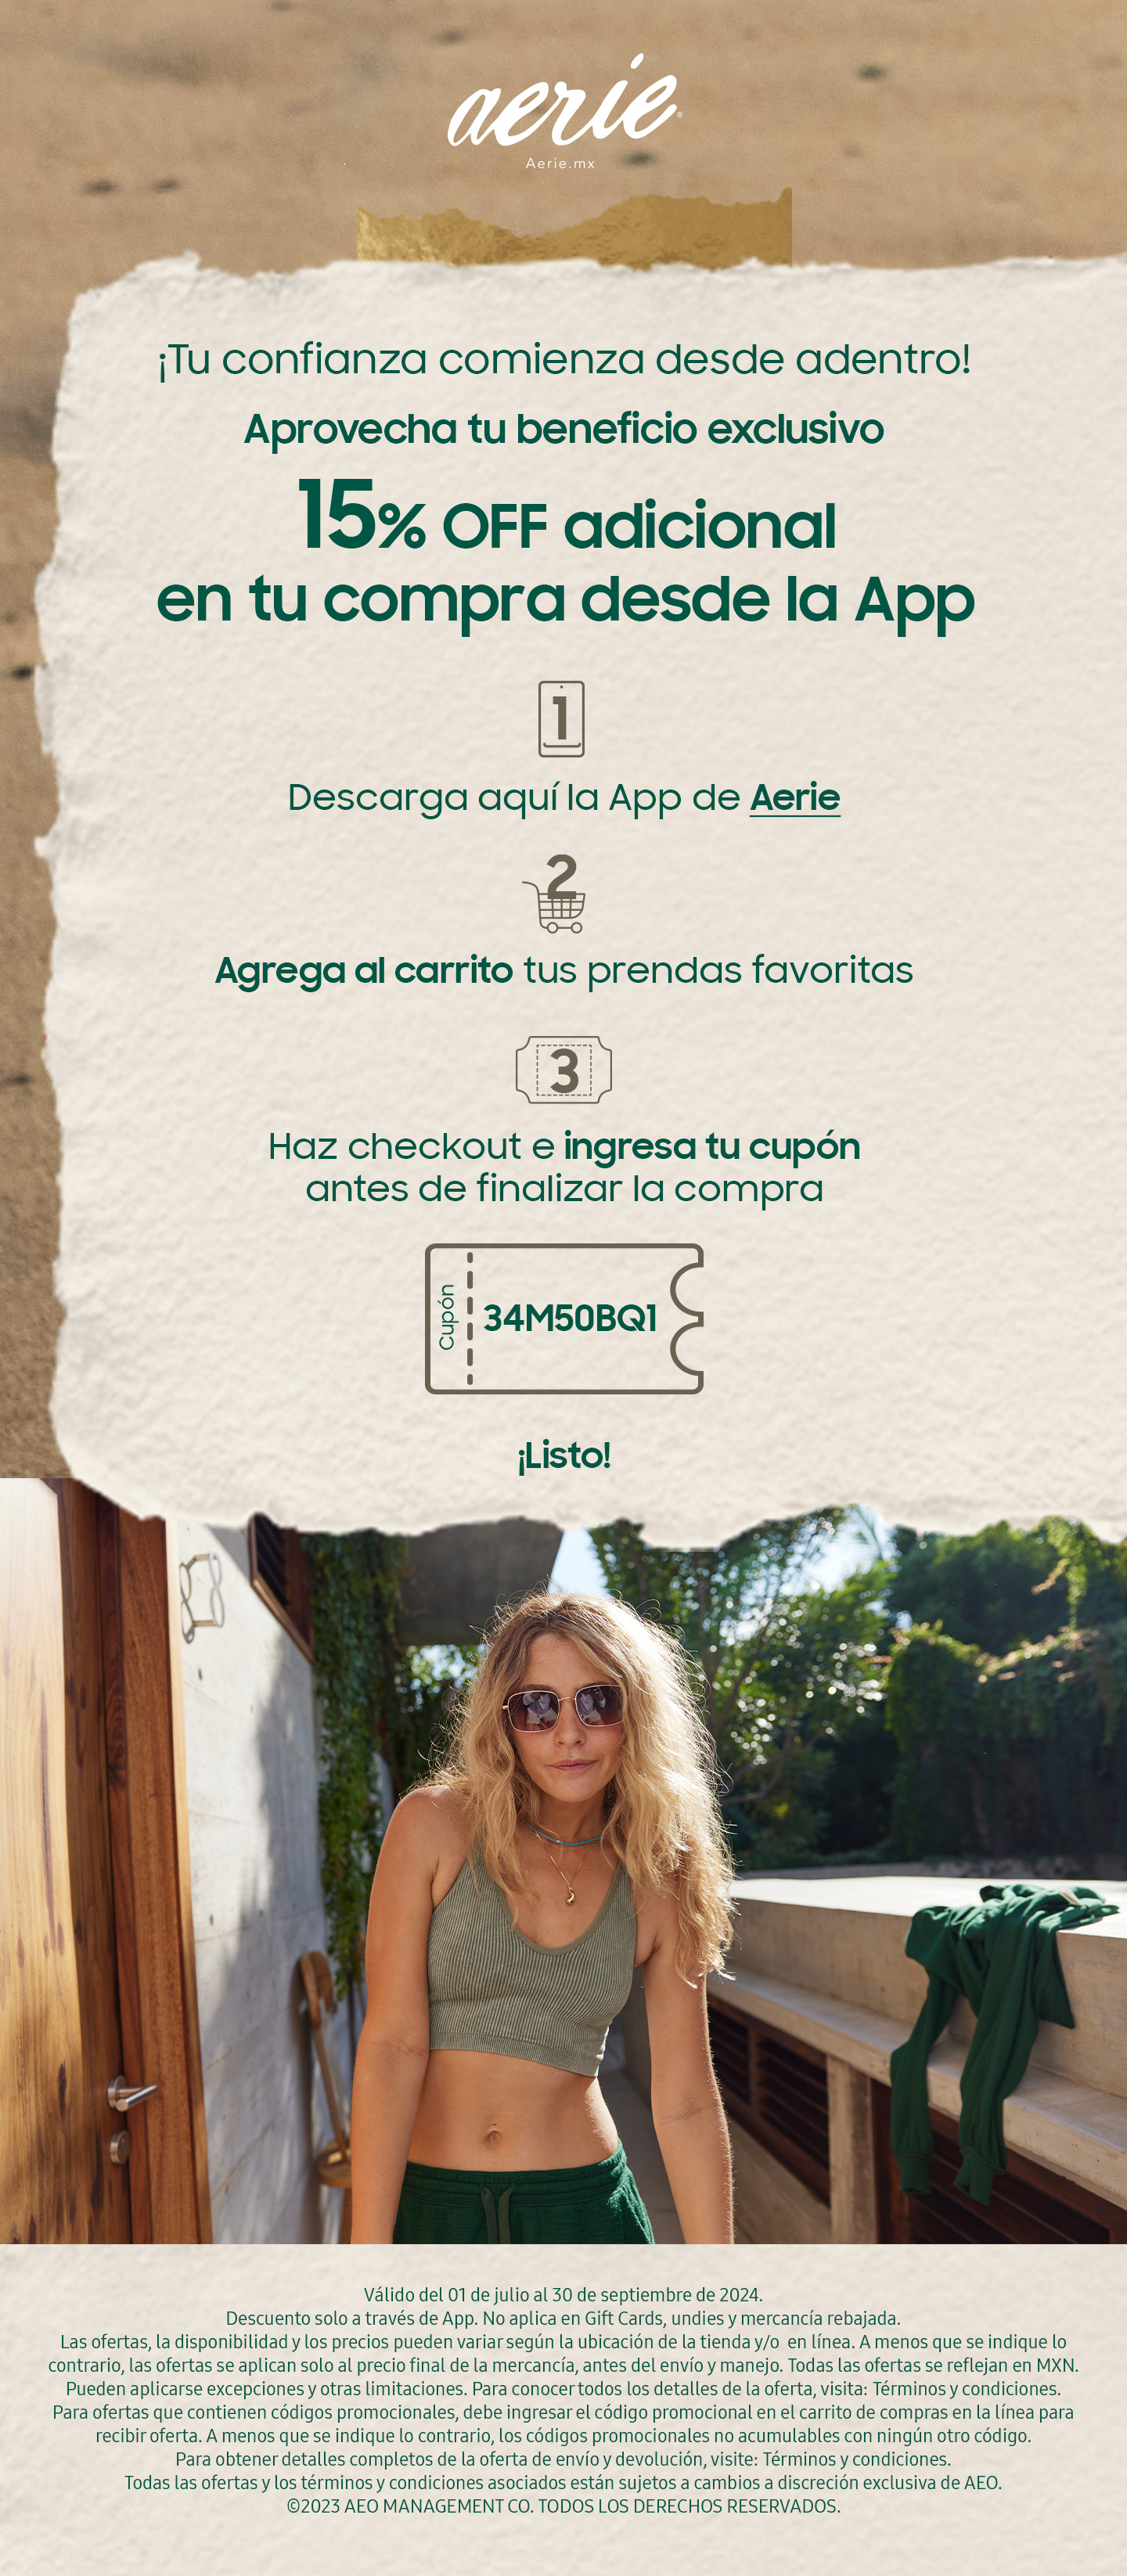 aerie®
Aerie.mx
¡Tu confianza comienza desde adentro!
Aprovecha tu beneficio exclusivo
15% OFF adicional
en tu compra desde la App
1
Descarga aquí la App de Aerie
2
Agrega al carrito tus prendas favoritas
3
Haz checkout e ingresa tu cupón
antes de finalizar la compra
Cupón
34M50BQ1
¡Listo!
Válido del 01 de julio al 30 de septiembre de 2024.
Descuento solo a través de App. No aplica en Gift Cards, undies y mercancía rebajada.
Las ofertas, la disponibilidad y los precios pueden variar según la ubicación de la tienda y/o en línea. A menos que se indique lo
contrario, las ofertas se aplican solo al precio final de la mercancía, antes del envío y manejo. Todas las ofertas se reflejan en MXN.
Pueden aplicarse excepciones y otras limitaciones. Para conocer todos los detalles de la oferta, visita: Términos y condiciones.
Para ofertas que contienen códigos promocionales, debe ingresar el código promocional en el carrito de compras en la línea para
recibir oferta. A menos que se indique lo contrario, los códigos promocionales no acumulables con ningún otro código.
Para obtener detalles completos de la oferta de envío y devolución, visite: Términos y condiciones.
Todas las ofertas y los términos y condiciones asociados están sujetos a cambios a discreción exclusiva de AEO.
©2023 AEO MANAGEMENT CO. TODOS LOS DERECHOS RESERVADOS.